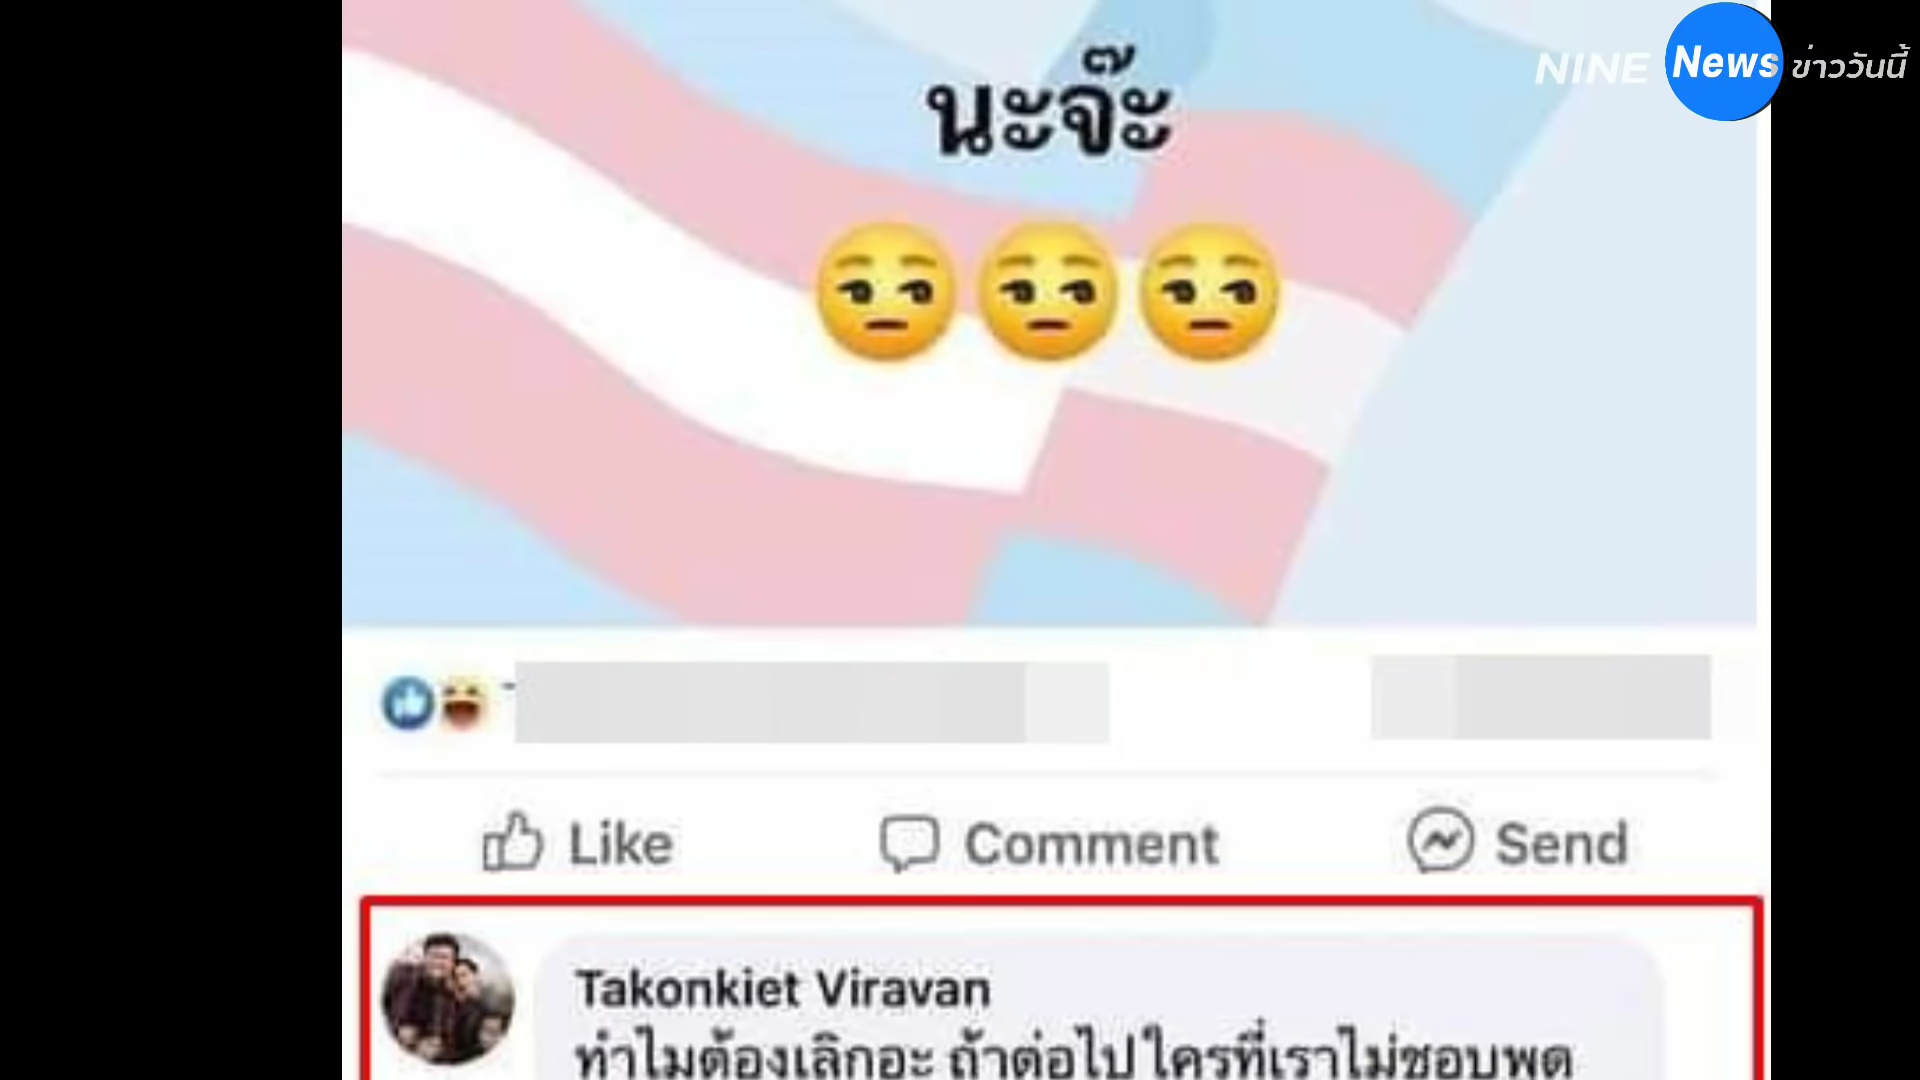 NINE News ข่าววันนี้
นะจ๊ะ
Like Comment Send
Takonkiet Viravan
ทำไมต้องเลิกอะ ถ้าต่อไป ใครที่เราไม่ชอบพูด